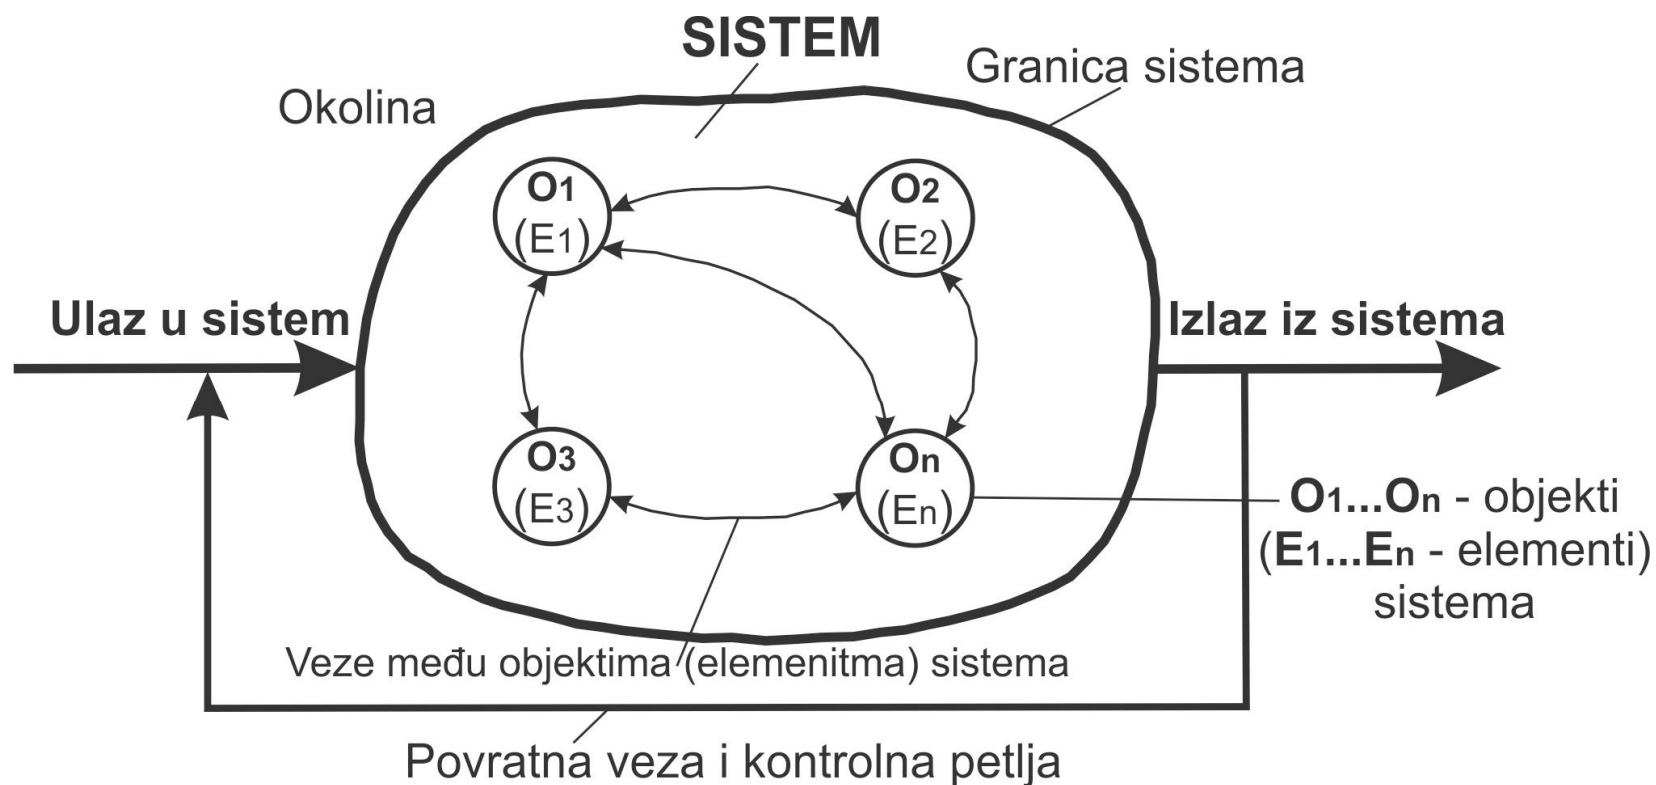 SISTEM
Granica sistema
Okolina
O1
(E1)
O2
(E2)
Ulaz u sistem
Izlaz iz sistema
O3
(E3)
On
(En)
O1...On - objekti
(E1...En - elementi)
sistema
Veze među objektima (elemenitma) sistema
Povratna veza i kontrolna petlja